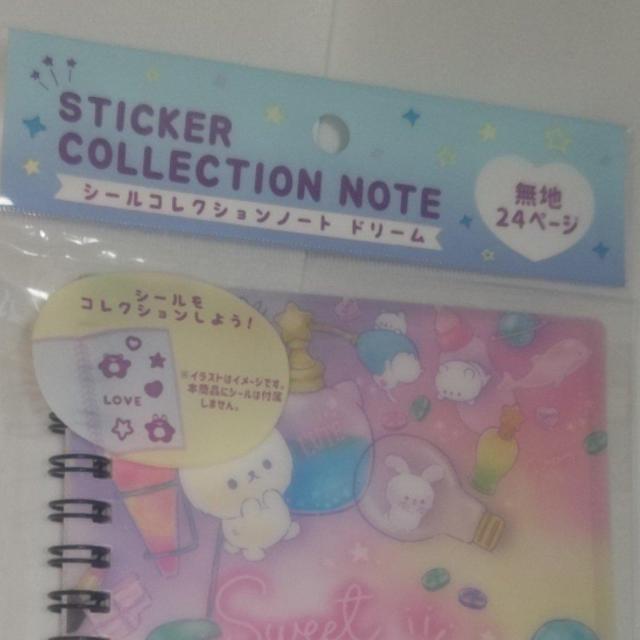 STICKER
COLLECTION NOTE
シールコレクションノート ドリーム
無地
24ページ
シールを
コレクションしよう!
※イラストはイメージです。
本商品にシールは付属
しません。
LOVE
Sweet